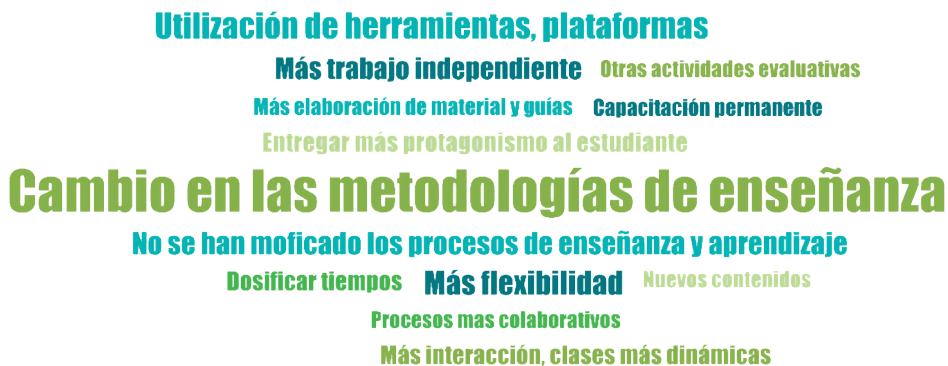 Utilización de herramientas, plataformas
Más trabajo independiente Otras actividades evaluativas
Más elaboración de material y guías Capacitación permanente
Entregar más protagonismo al estudiante
Cambio en las metodologías de enseñanza
No se han moficado los procesos de enseñanza y aprendizaje
Dosificar tiempos Más flexibilidad Nuevos contenidos
Procesos mas colaborativos
Más interacción, clases más dinámicas